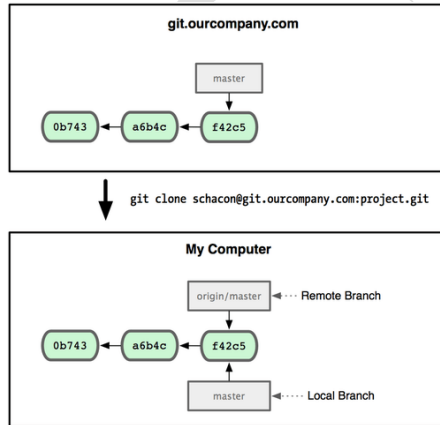 git.ourcompany.com
master
0b743 a6b4c f42c5
git clone schacon@git.ourcompany.com:project.git
My Computer
origin/master Remote Branch
0b743 a6b4c f42c5
master Local Branch